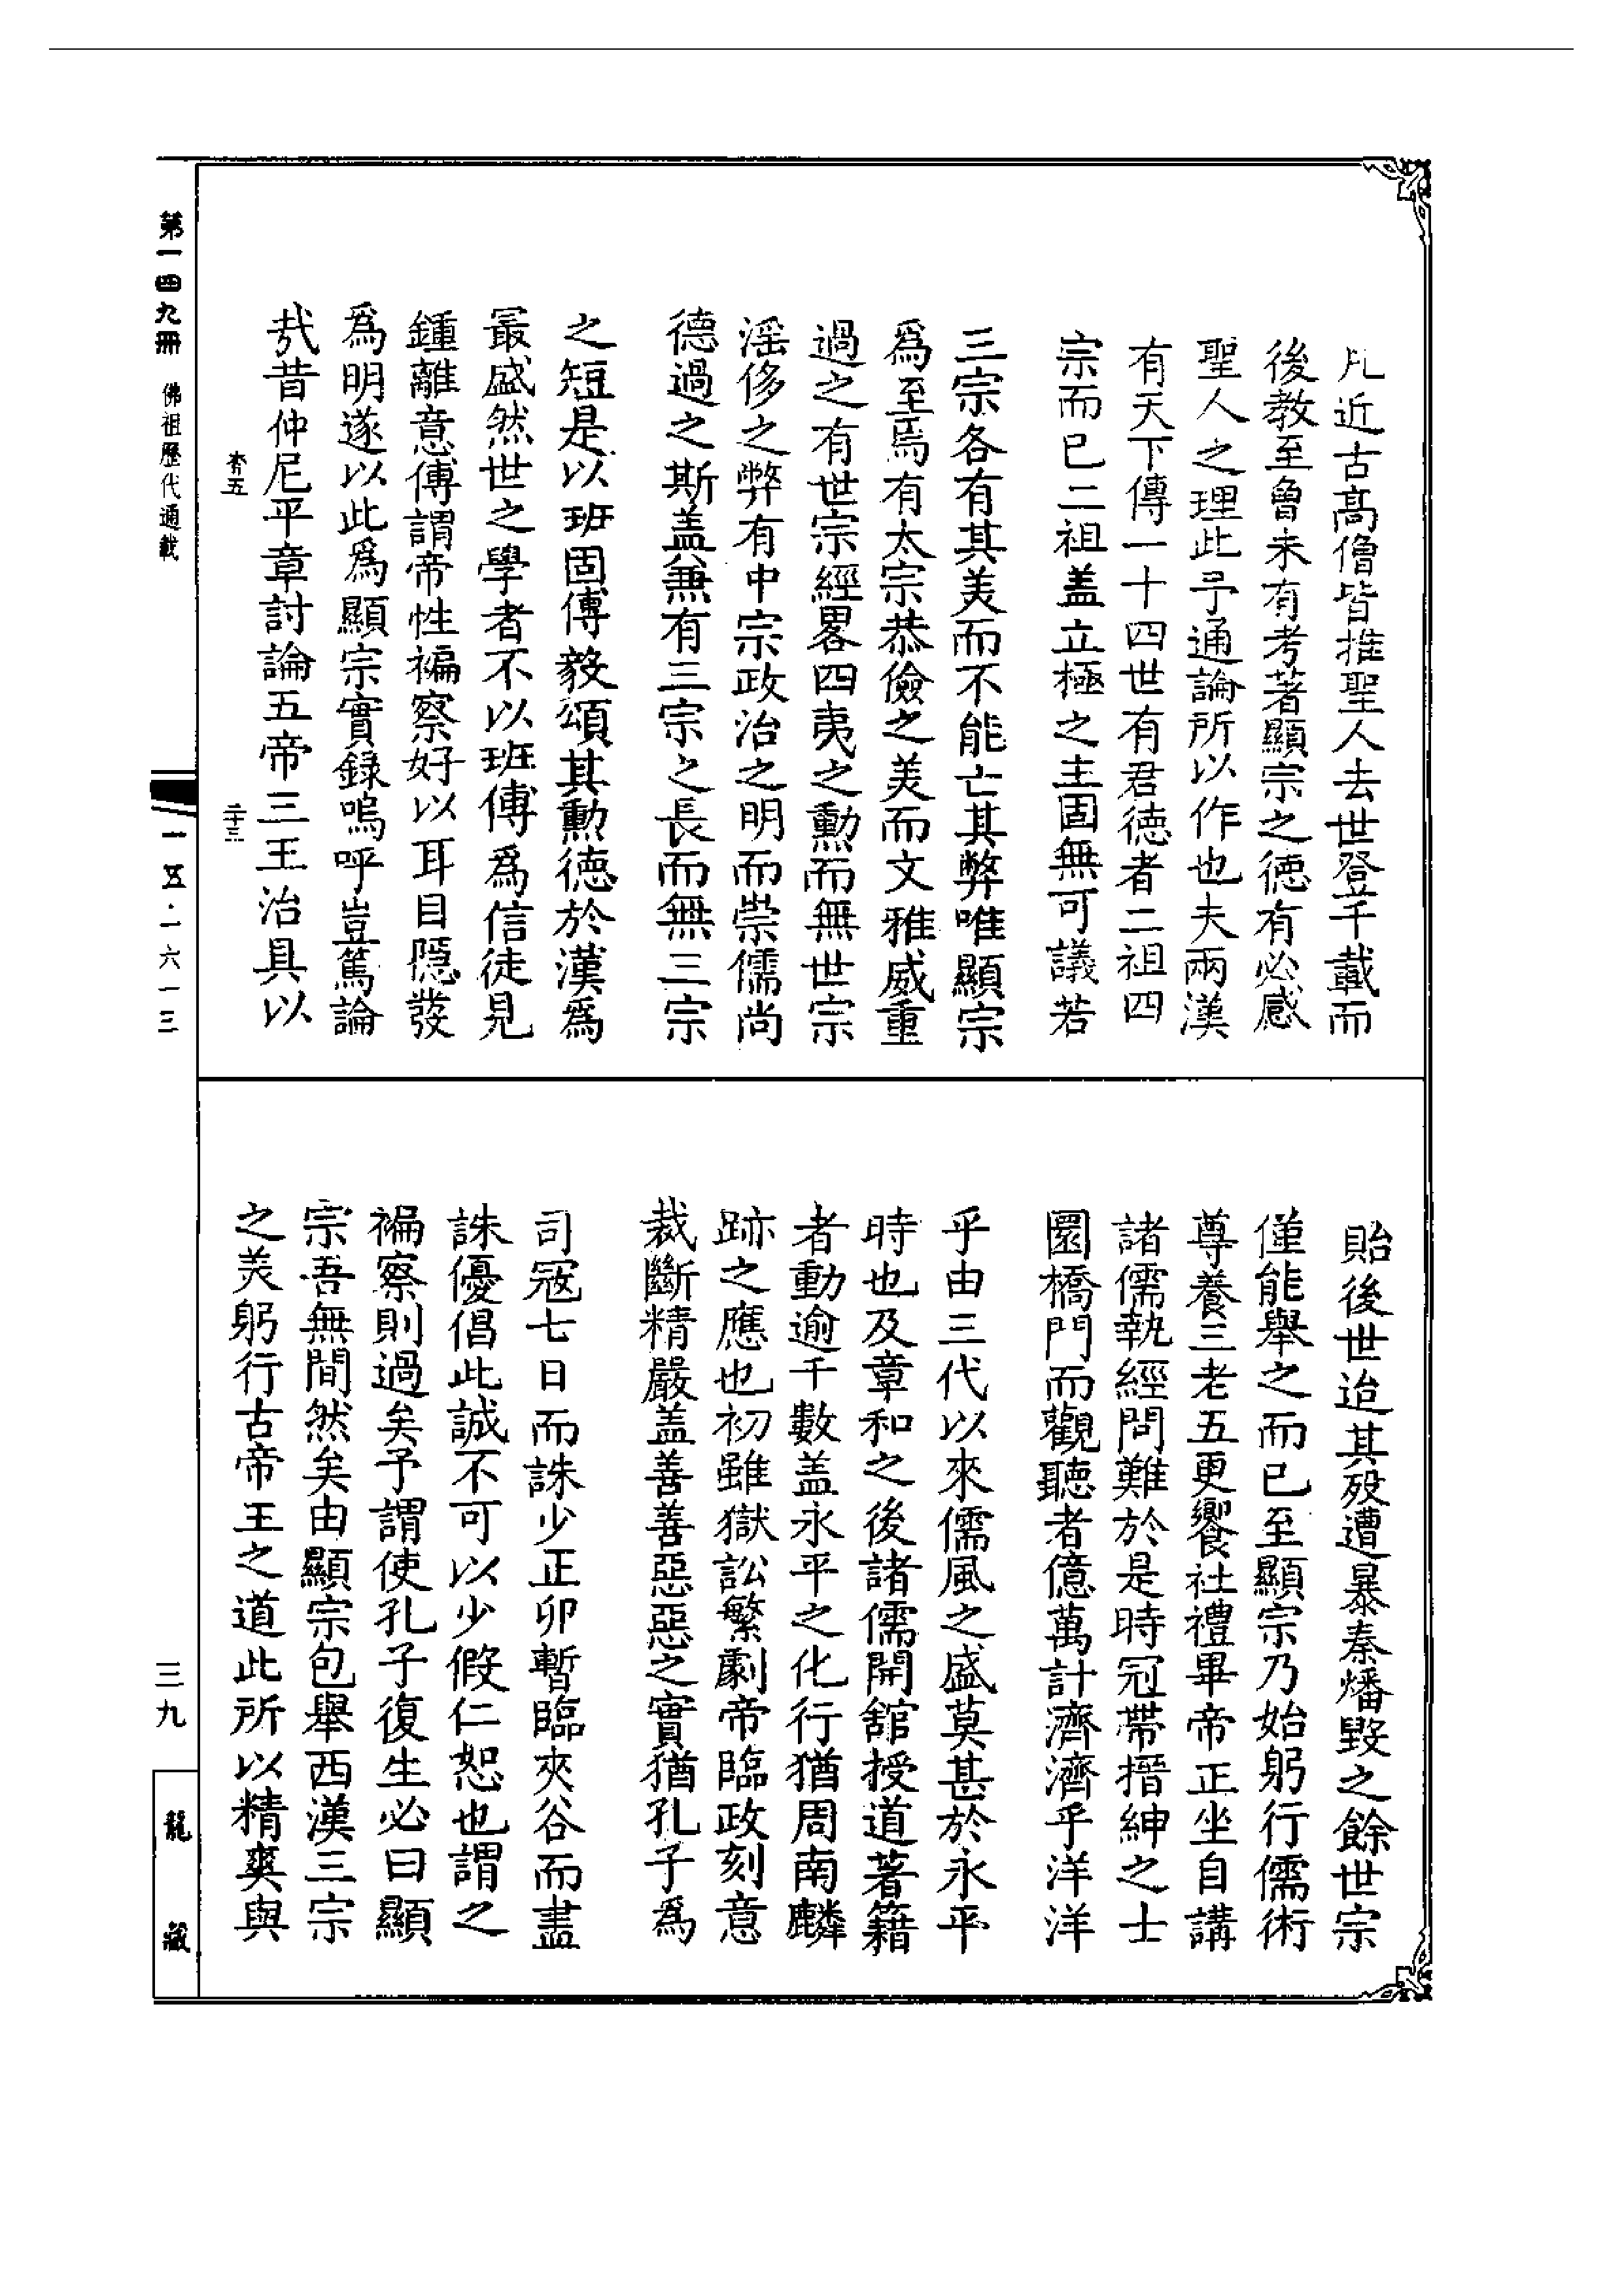 凡近古高僧皆推聖人去世登千載而
後教至魯未有考著顯宗之德有必感
聖人之理此予通論所以作也夫兩漢
有天下傳一十四世有君德者二祖四
宗而已二祖盖立極之主固無可議若
三宗各有其美而不能亡其弊唯顯宗
爲至焉有太宗恭儉之美而文雅威重
過之有世宗經畧四夷之勳而無世宗
淫侈之弊有中宗政治之明而崇儒尚
德過之斯盖兼有三宗之長而無三宗
之短是以班固傅毅頌其勳德於漢爲
最盛然世之學者不以班傅爲信徒見
鍾離意傳謂帝性褊察好以耳目隱發
爲明遂以此爲顯宗實録嗚呼豈篤論
㢤昔仲尼平章討論五帝三王治具以
貽後世迨其殁遭暴秦燔毀之餘世宗
僅能舉之而已至顯宗乃始躬行儒術
尊養三老五更饗社禮畢帝正坐自講
諸儒執經問難於是時冠帶搢紳之士
圜橋門而觀聽者億萬計濟濟乎洋洋
乎由三代以來儒風之盛莫甚於永平
時也及章和之後諸儒開舘授道著籍
者動逾千數盖永平之化行猶周南麟
跡之應也初雖獄訟繁劇帝臨政刻意
裁斷精嚴盖善善惡惡之實猶孔子爲
司冦七日而誅少正卯暫臨夾谷而盡
誅優倡此誠不可以少假仁恕也謂之
褊察則過矣予謂使孔子復生必曰顯
宗吾無間然矣由顯宗包舉西漢三宗
之美躬行古帝王之道此所以精爽與
第一四九冊 佛祖歷代通載
二十三
一五·一六一三
三九
龍藏